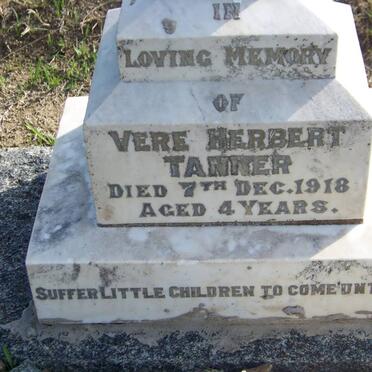 IN
LOVING MEMORY
OF
VERE HERBERT
TANNER
DIED 7TH DEC. 1918
AGED 4 YEARS.
SUFFER LITTLE CHILDREN TO COME UNT